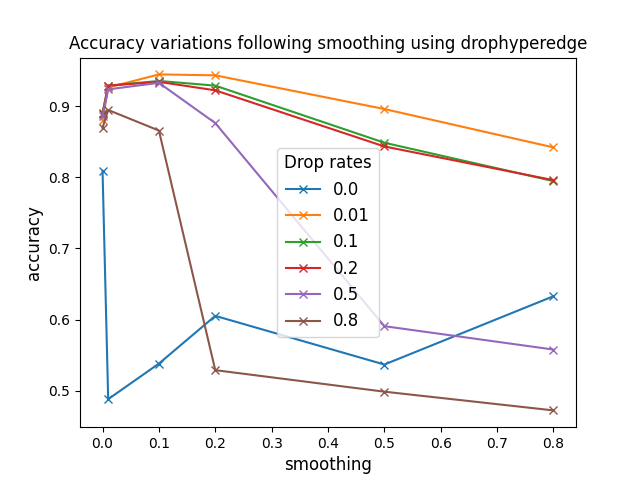 Accuracy variations following smoothing using drophyperedge
accuracy
0.9
0.8
0.7
0.6
0.5
Drop rates
0.0
0.01
0.1
0.2
0.5
0.8
0.0 0.1 0.2 0.3 0.4 0.5 0.6 0.7 0.8
smoothing